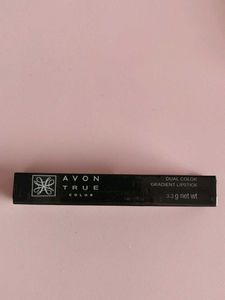 AVON
TRUE
COLOR
DUAL COLOR
GRADIENT LIPSTICK
3.3 g net wt